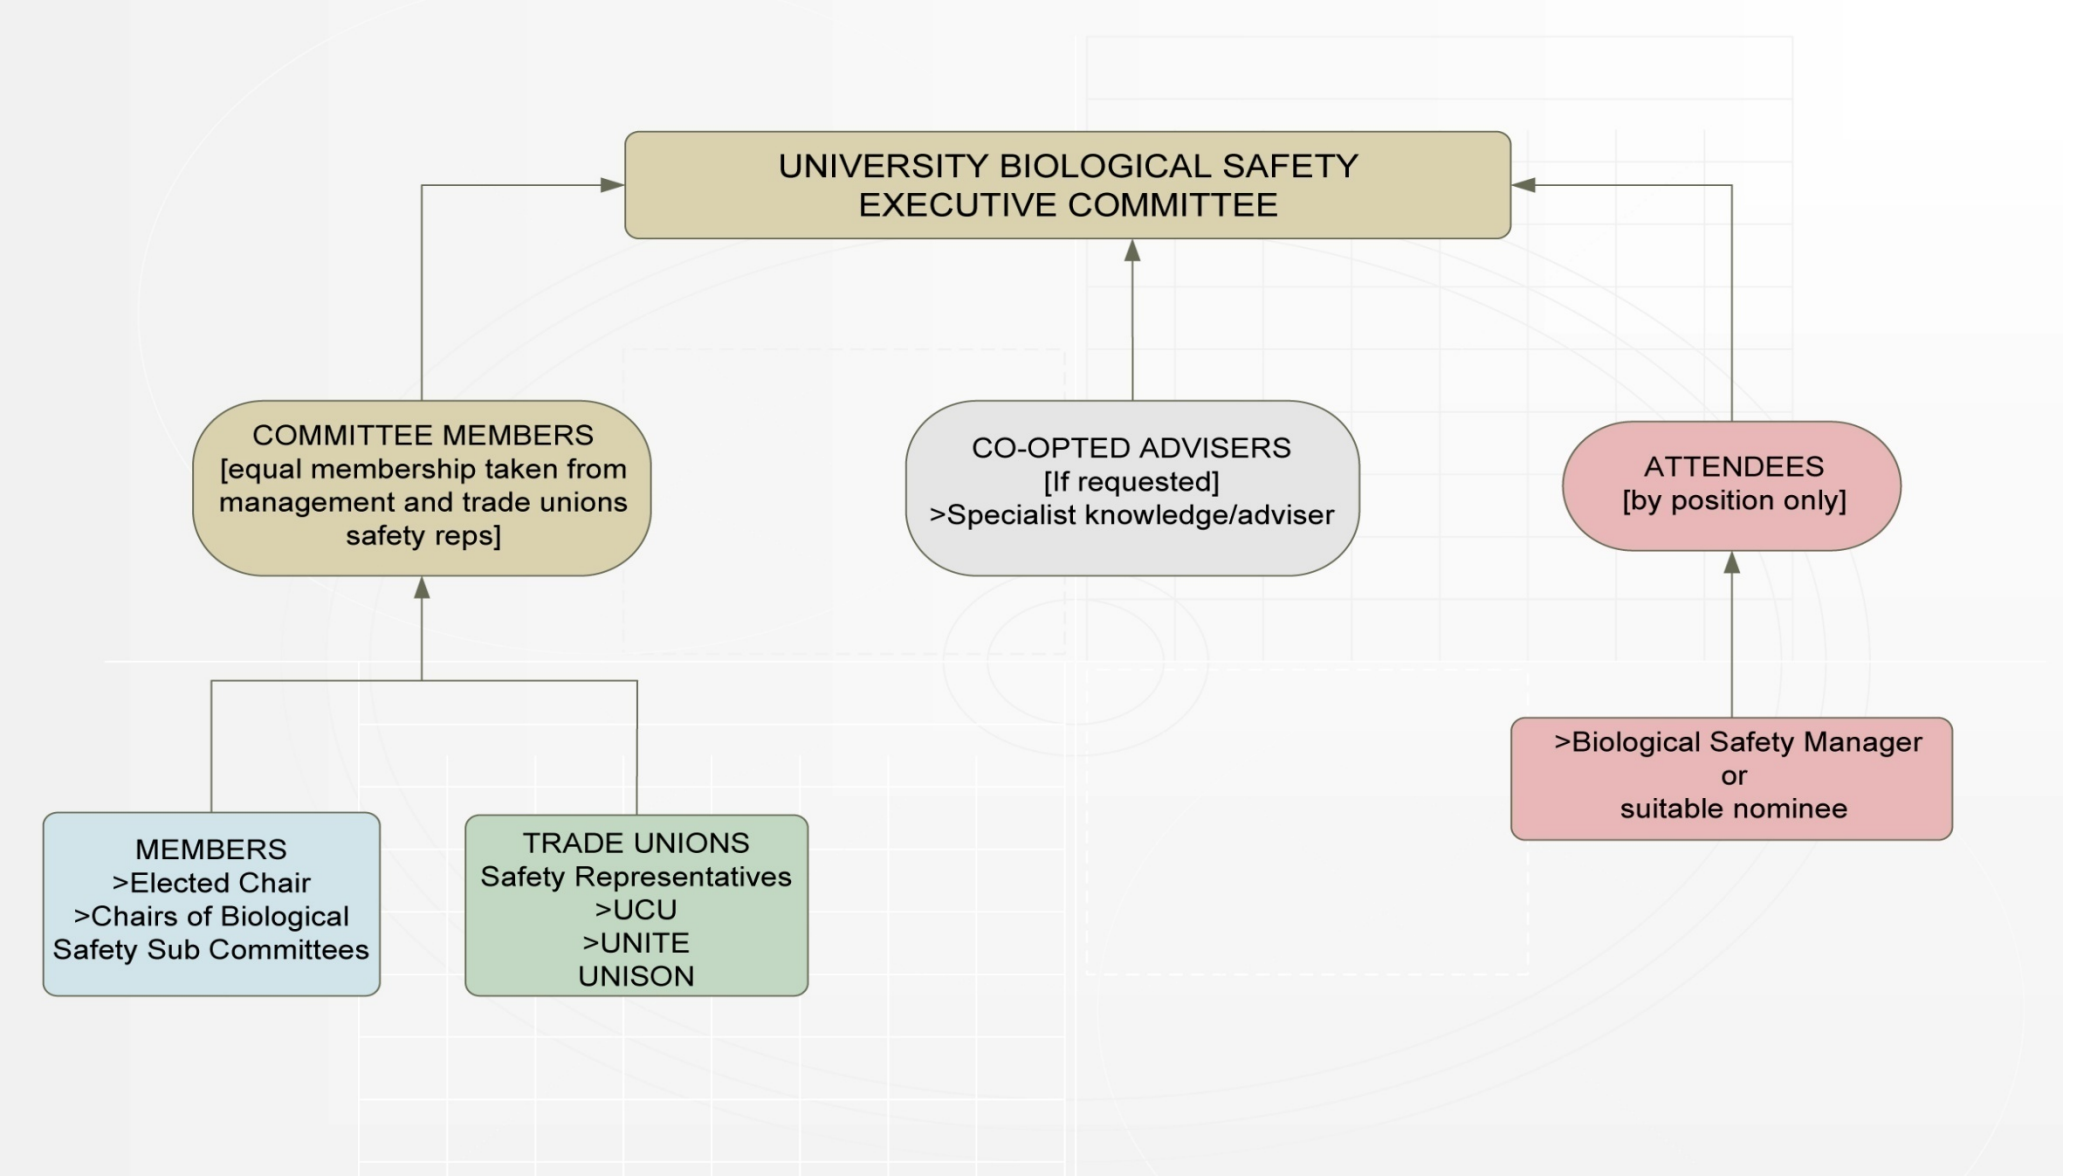 UNIVERSITY BIOLOGICAL SAFETY
EXECUTIVE COMMITTEE
COMMITTEE MEMBERS
[equal membership taken from
management and trade unions
safety reps]
CO-OPTED ADVISERS
[If requested]
>Specialist knowledge/adviser
ATTENDEES
[by position only]
>Biological Safety Manager
or
suitable nominee
MEMBERS
>Elected Chair
>Chairs of Biological
Safety Sub Committees
TRADE UNIONS
Safety Representatives
>UCU
>UNITE
UNISON